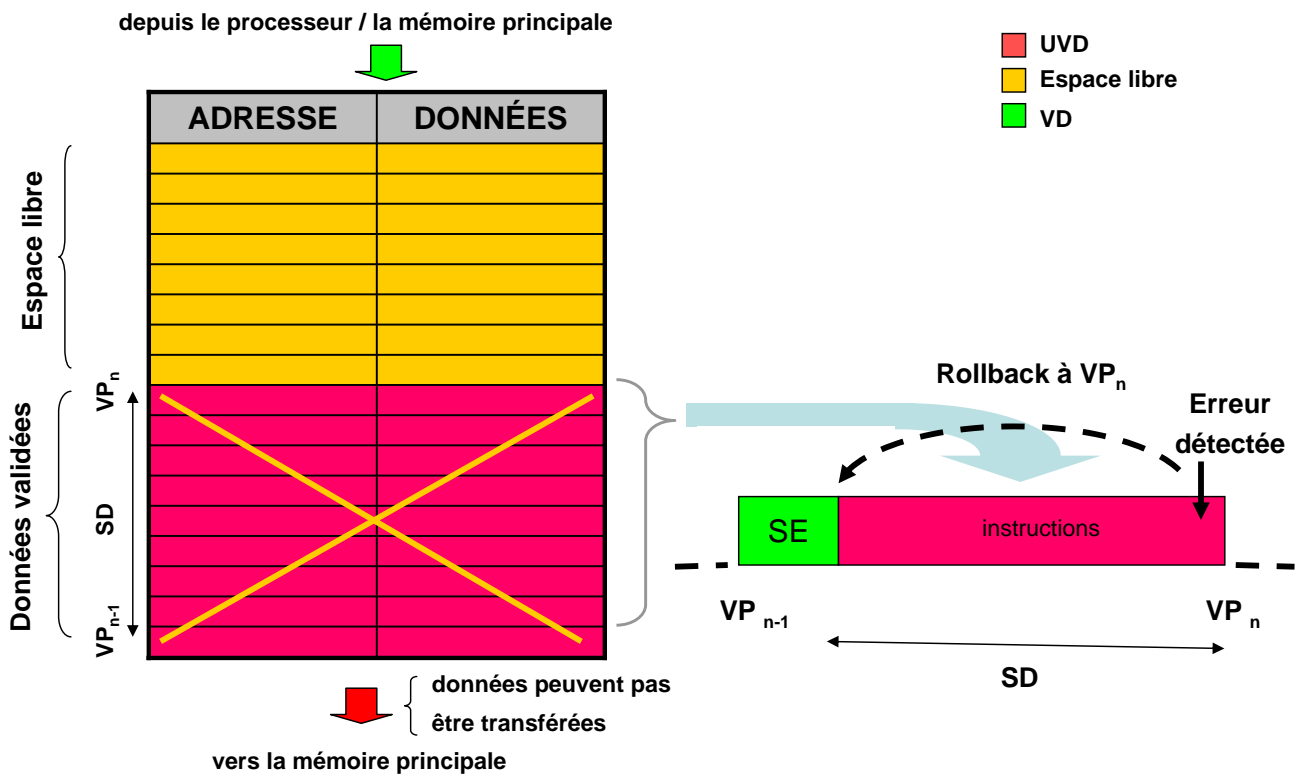 depuis le processeur / la mémoire principale
UVD
Espace libre
VD
ADRESSE DONNÉES
Espace libre
VPn
Données validées
SD
VPn-1
Rollback à VPn
Erreur
détectée
SE
instructions
VP n-1
VP n
SD
données peuvent pas
être transférées
vers la mémoire principale